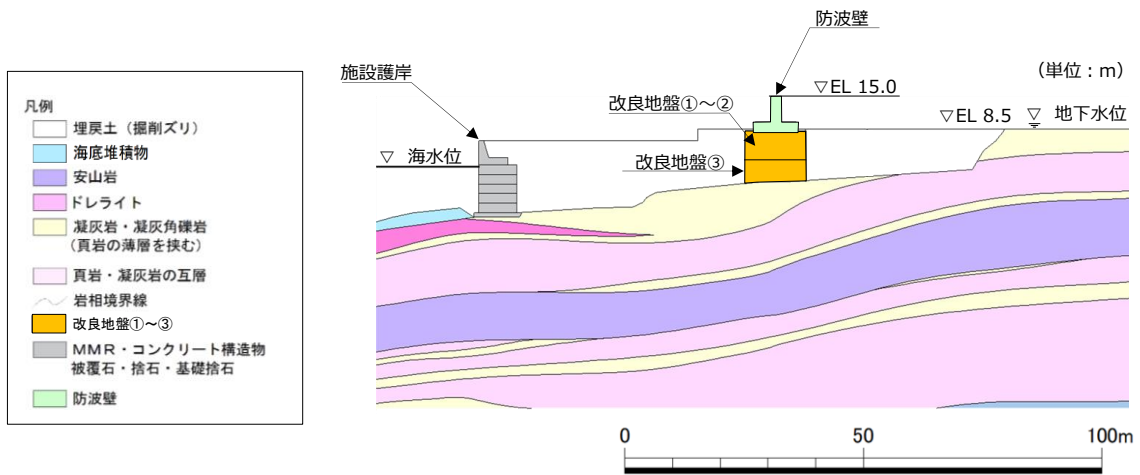 防波壁
施設護岸
(単位：m)
▽EL 15.0
改良地盤①～②
▽EL 8.5 ▽ 地下水位
▽ 海水位
改良地盤③
凡例
埋戻土（掘削ズリ）
海底堆積物
安山岩
ドレライト
凝灰岩・凝灰角礫岩
(真岩の薄層を挟む)
真岩・凝灰岩の互層
岩相境界線
改良地盤①～③
ＭＭＲ・コンクリート構造物
被覆石・捨石・基礎捨石
防波壁
0 50 100m